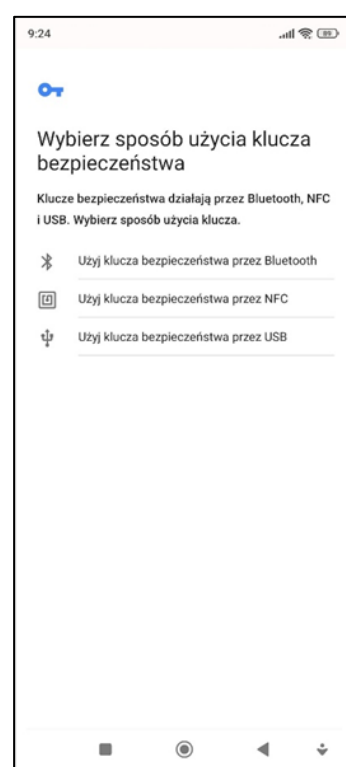 9:24
89
Wybierz sposób użycia klucza
bezpieczeństwa
Klucze bezpieczeństwa działają przez Bluetooth, NFC
i USB. Wybierz sposób użycia klucza.
Użyj klucza bezpieczeństwa przez Bluetooth
Użyj klucza bezpieczeństwa przez NFC
Użyj klucza bezpieczeństwa przez USB